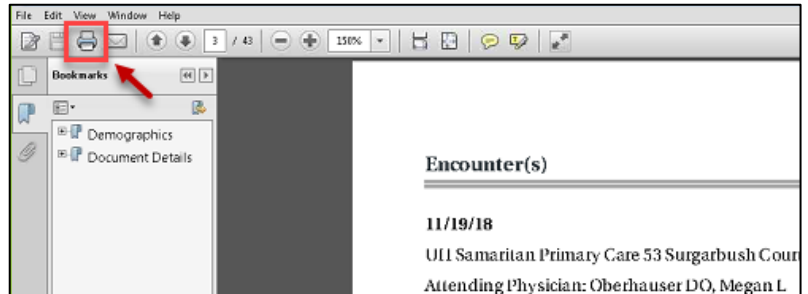 File Edit View Window Help
3 / 43 150%
Bookmarks
Demographics
Document Details
Encounter(s)
11/19/18
UH Samaritan Primary Care 53 Surgarbush Cour
Attending Physician: Oberhauser DO, Megan L